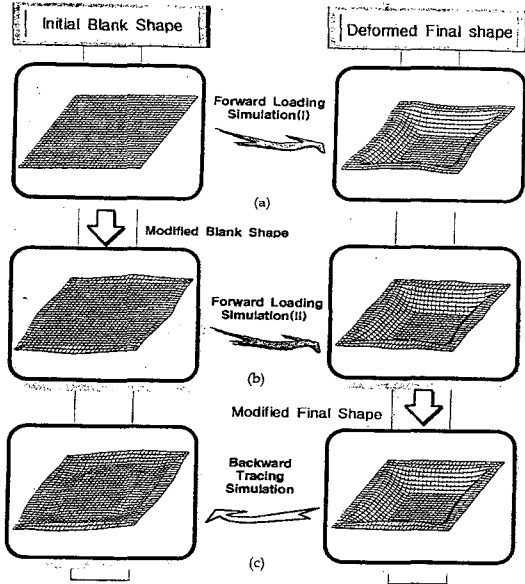 Initial Blank Shape
Deformed Final shape
Forward Loading
Simulation(I)
(a)
Modified Blank Shape
Forward Loading
Simulation(II)
(b)
Modified Final Shape
Backward
Tracing
Simulation
(c)